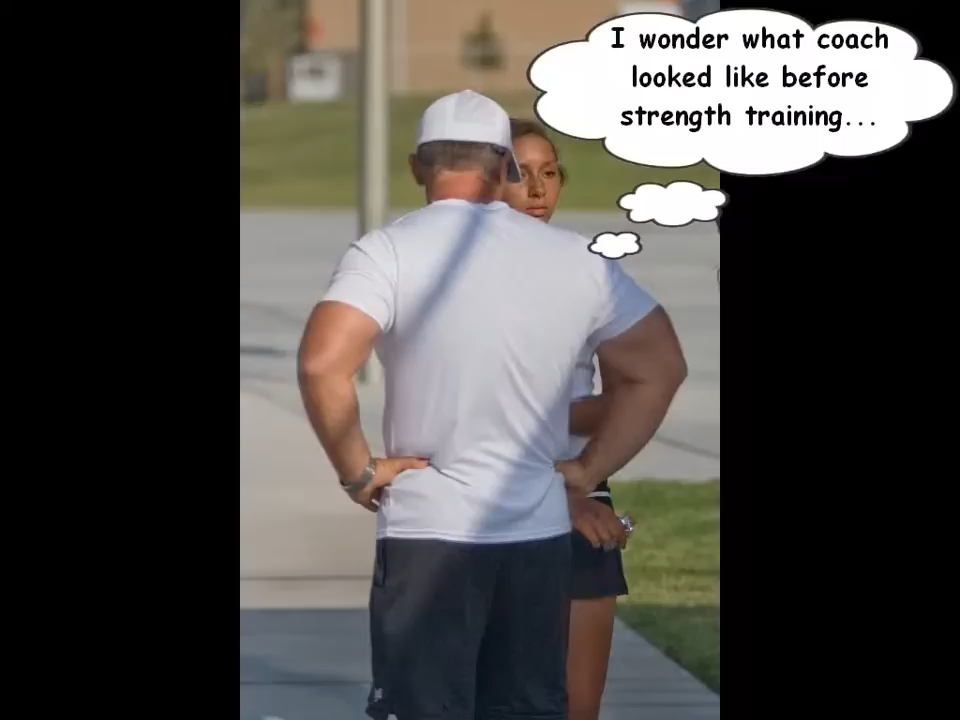 I wonder what coach
looked like before
strength training...